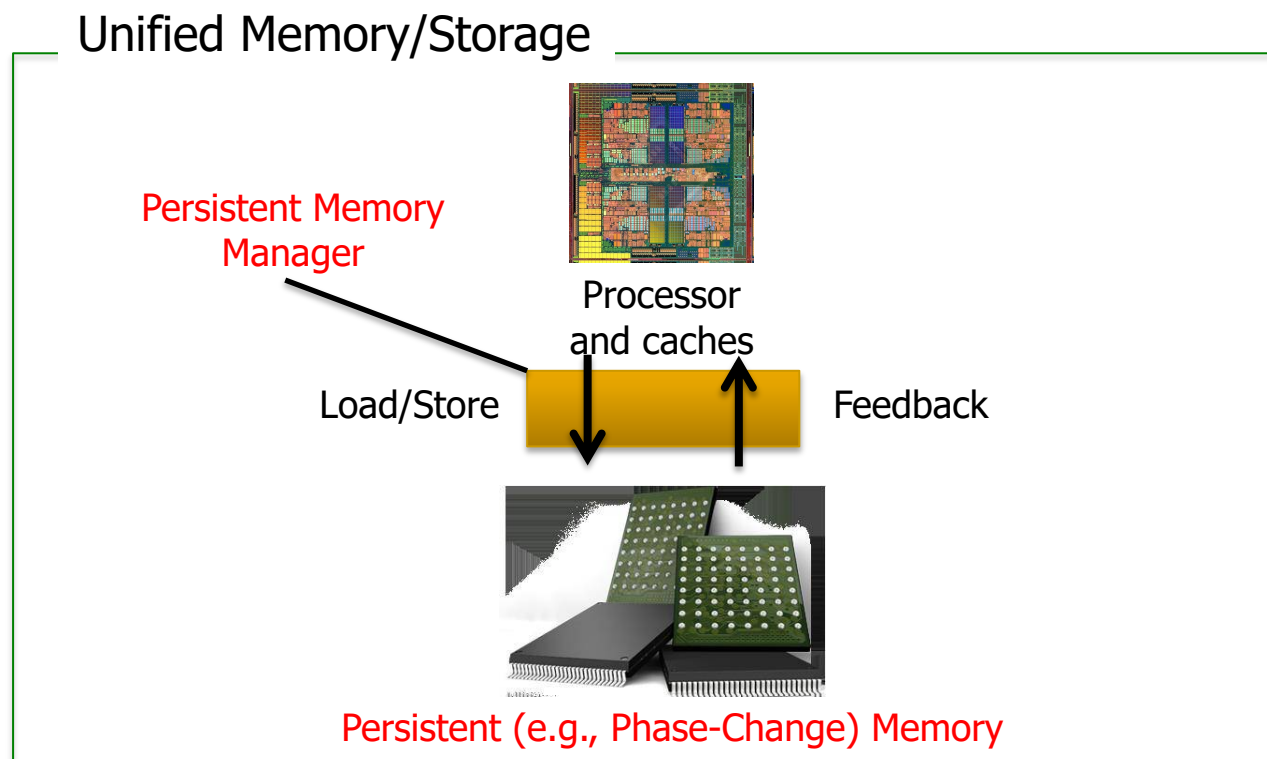 Unified Memory/Storage
Persistent Memory
Manager
Processor
and caches
Load/Store
Feedback
Persistent (e.g., Phase-Change) Memory